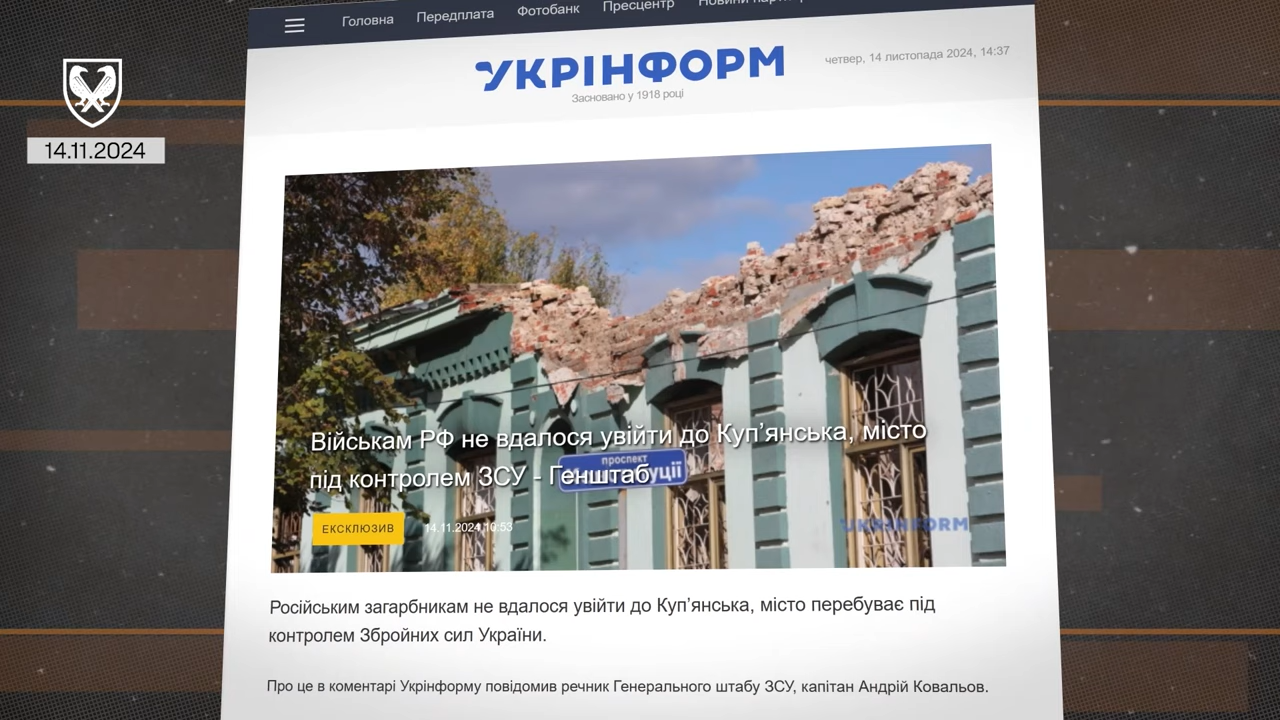 Головна Передплата Фотобанк Пресцентр Новини
УКРІНФОРМ
Засновано у 1918 році
четвер, 14 листопада 2024, 14:37
14.11.2024
Військам РФ не вдалося увійти до Куп’янська, місто
під контролем ЗСУ - Генштаб
проспект
ЕКСКЛЮЗИВ
14.11.2024 10:53
UKRINFORM
Російським загарбникам не вдалося увійти до Куп’янська, місто перебуває під
контролем Збройних сил України.
Про це в коментарі Укрінформу повідомив речник Генерального штабу ЗСУ, капітан Андрій Ковальов.